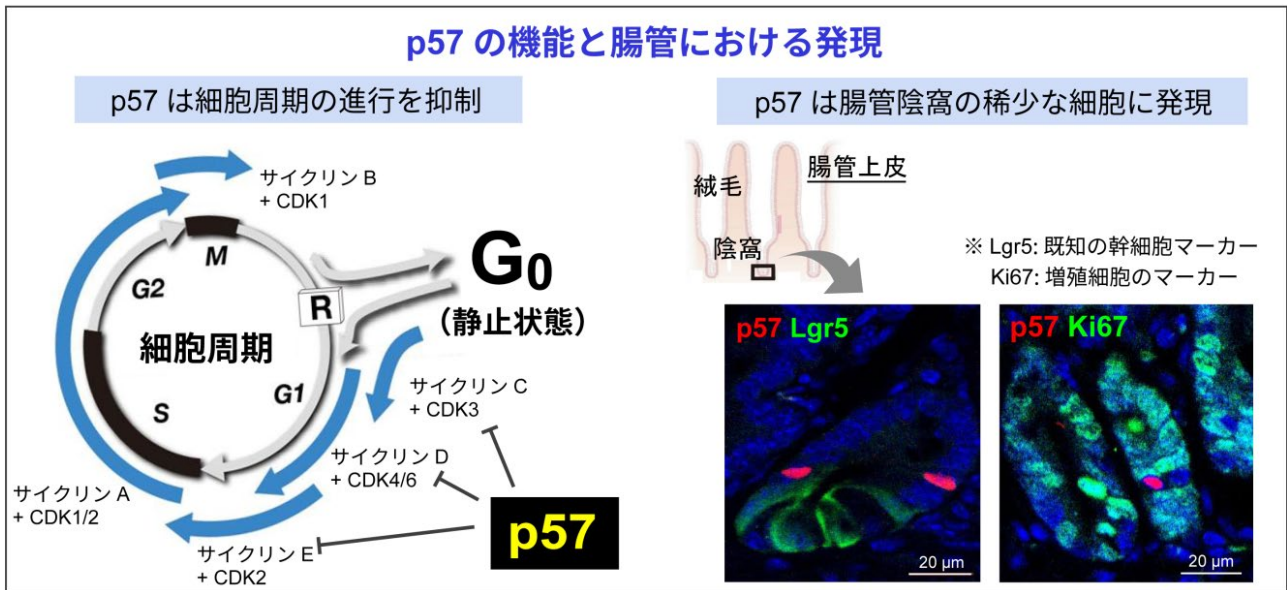 p57 の機能と腸管における発現
p57 は細胞周期の進行を抑制
サイクリン B
+ CDK1
M
G2
R
G0
(静止状態)
細胞周期
S
G1
サイクリン C
+ CDK3
サイクリン D
+ CDK4/6
サイクリン A
+ CDK1/2
サイクリン E
+ CDK2
p57
p57 は腸管陰窩の稀少な細胞に発現
絨毛
腸管上皮
陰窩
※ Lgr5: 既知の幹細胞マーカー
Ki67: 増殖細胞のマーカー
p57 Lgr5
20 µm
p57 Ki67
20 µm